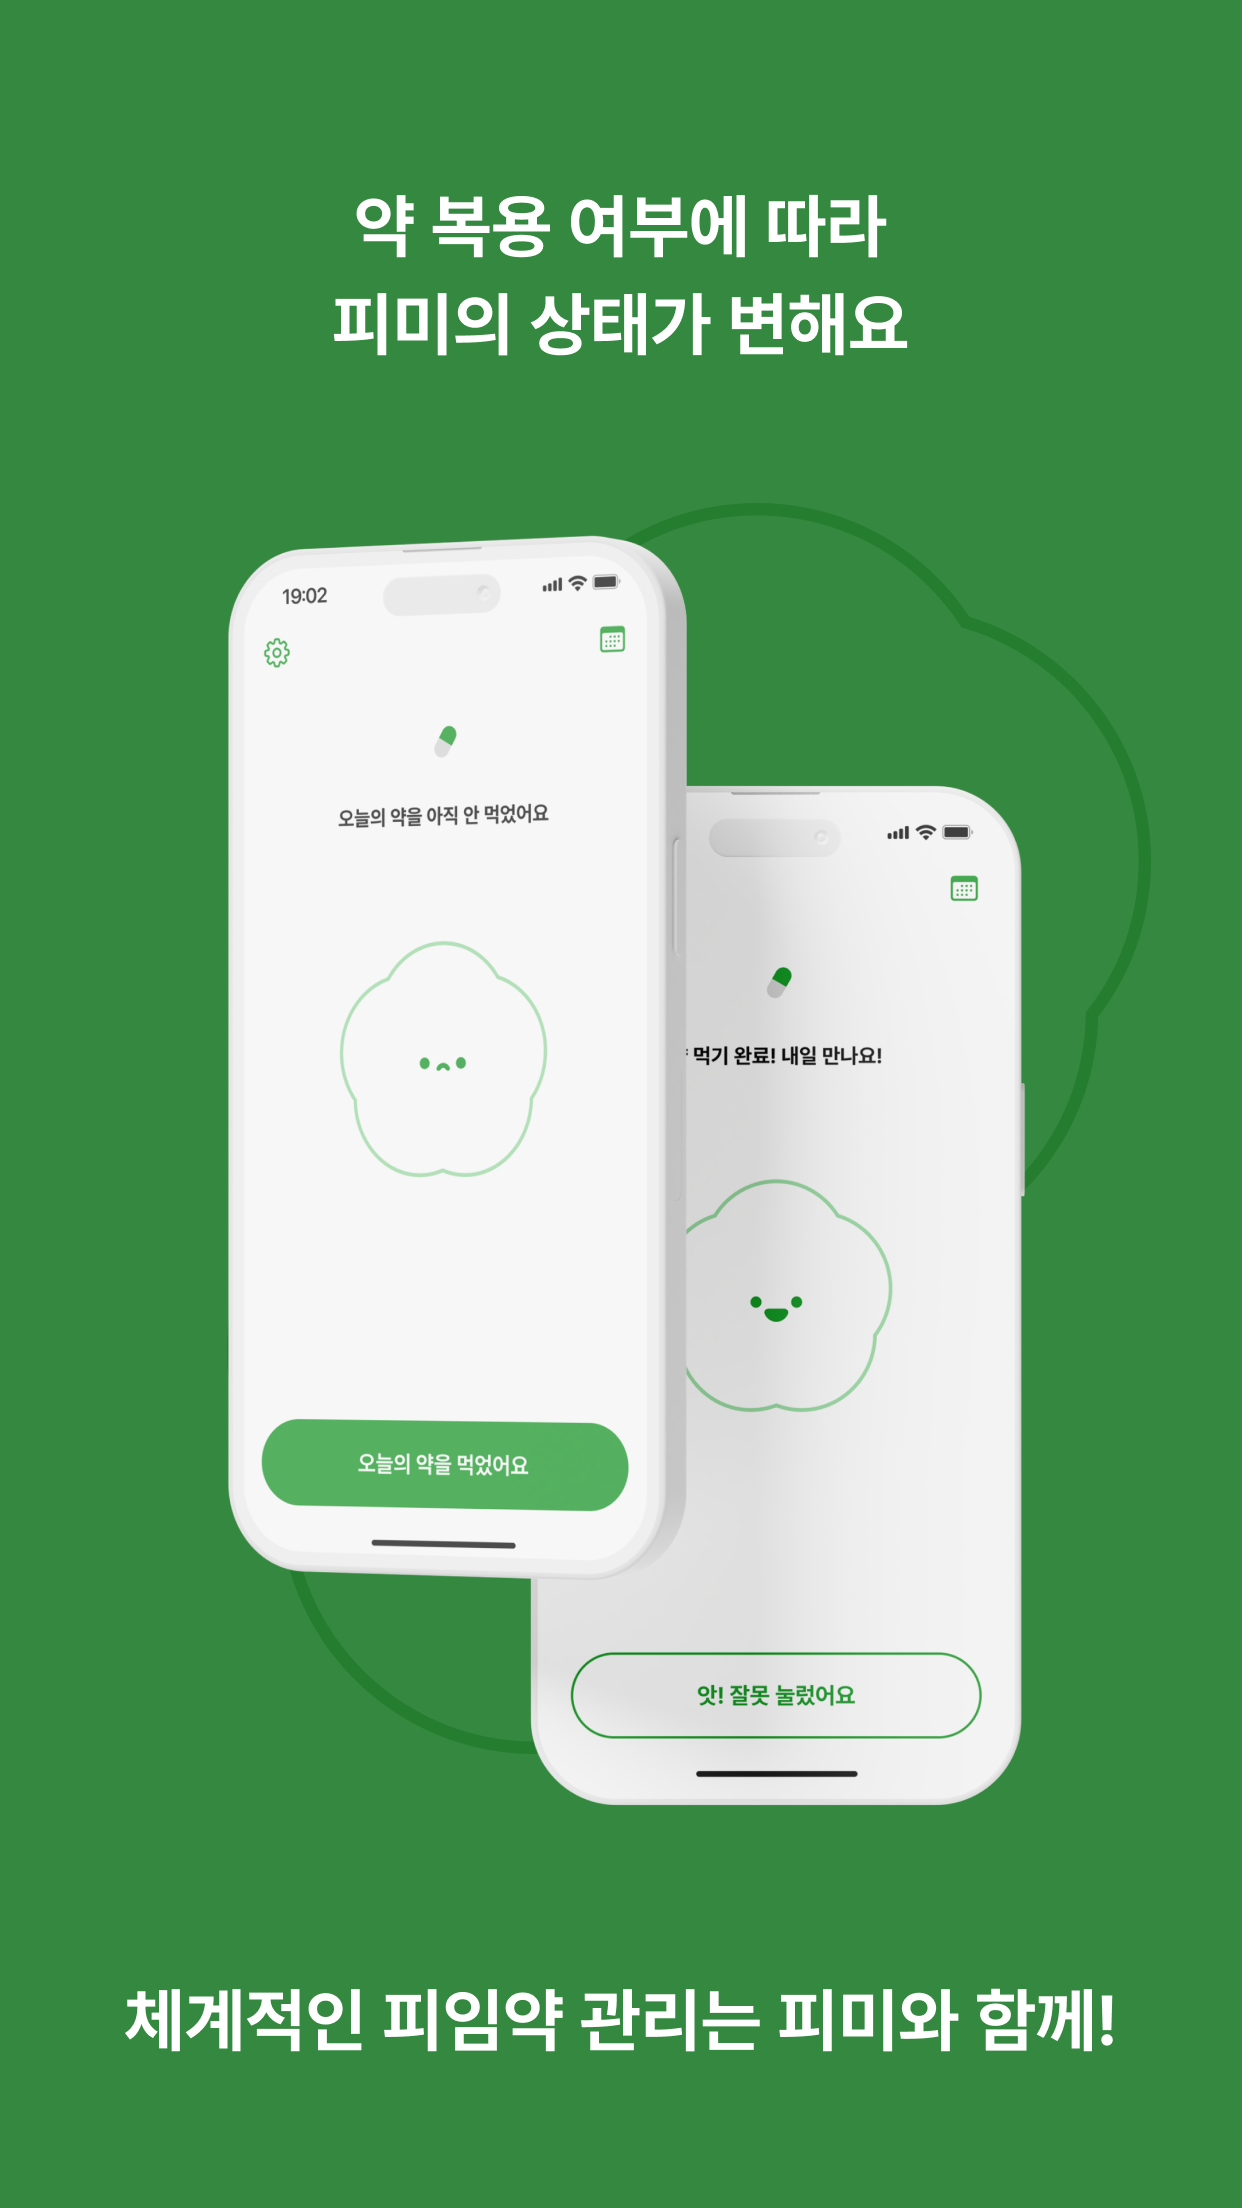 약 복용 여부에 따라
피미의 상태가 변해요
19:02
오늘의 약을 아직 안 먹었어요
먹기 완료! 내일 만나요!
오늘의 약을 먹었어요
앗! 잘못 눌렀어요
체계적인 피임약 관리는 피미와 함께!